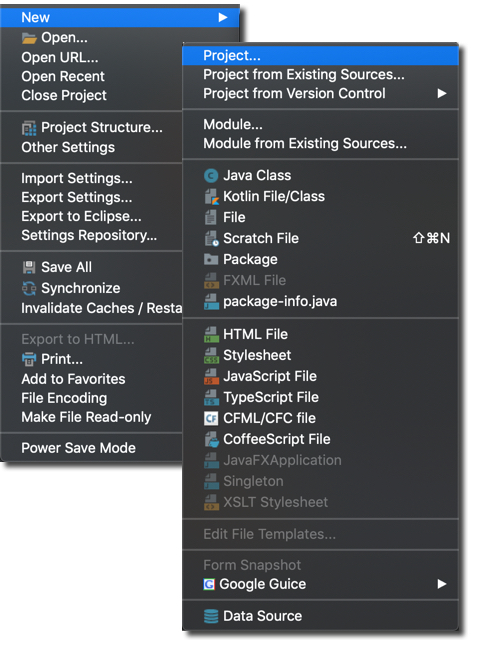 New
Open...
Open URL...
Open Recent
Close Project
Project Structure...
Other Settings
Import Settings...
Export Settings...
Export to Eclipse...
Settings Repository...
Save All
Synchronize
Invalidate Caches / Resta
Export to HTML...
Print...
Add to Favorites
File Encoding
Make File Read-only
Power Save Mode
Project...
Project from Existing Sources...
Project from Version Control
Module...
Module from Existing Sources...
Java Class
Kotlin File/Class
File
Scratch File ⇧⌘N
Package
FXML File
package-info.java
HTML File
Stylesheet
JavaScript File
TypeScript File
CFML/CFC file
CoffeeScript File
JavaFXApplication
Singleton
XSLT Stylesheet
Edit File Templates...
Form Snapshot
Google Guice
Data Source